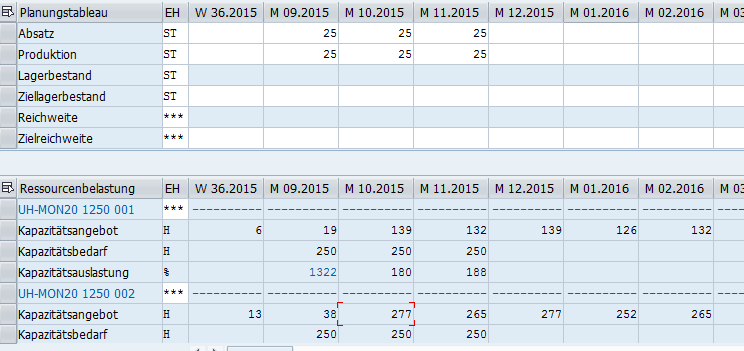 Planungstableau EH W 36.2015 M 09.2015 M 10.2015 M 11.2015 M 12.2015 M 01.2016 M 02.2016 M 03
Absatz ST 25 25 25
Produktion ST 25 25 25
Lagerbestand ST
Ziellagerbestand ST
Reichweite ***
Zielreichweite ***
Ressourcenbelastung EH W 36.2015 M 09.2015 M 10.2015 M 11.2015 M 12.2015 M 01.2016 M 02.2016 M 03
UH-MON20 1250 001 *** ---------- ---------- ---------- ---------- ---------- ---------- ----------
Kapazitätsangebot H 6 19 139 132 139 126 132
Kapazitätsbedarf H 250 250 250
Kapazitätsauslastung % 1322 180 188
UH-MON20 1250 002 *** ---------- ---------- ---------- ---------- ---------- ---------- ----------
Kapazitätsangebot H 13 38 277 265 277 252 265
Kapazitätsbedarf H 250 250 250